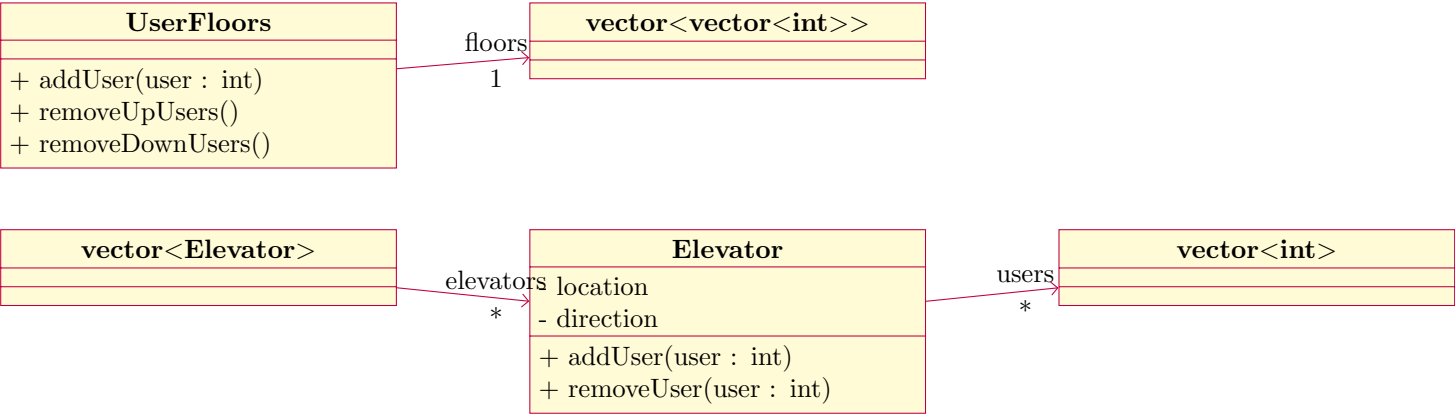 UserFloors
+ addUser(user : int)
+ removeUpUsers()
+ removeDownUsers()
floors
1
vector<vector<int>>
vector<Elevator>
elevators
*
Elevator
- location
- direction
+ addUser(user : int)
+ removeUser(user : int)
users
*
vector<int>